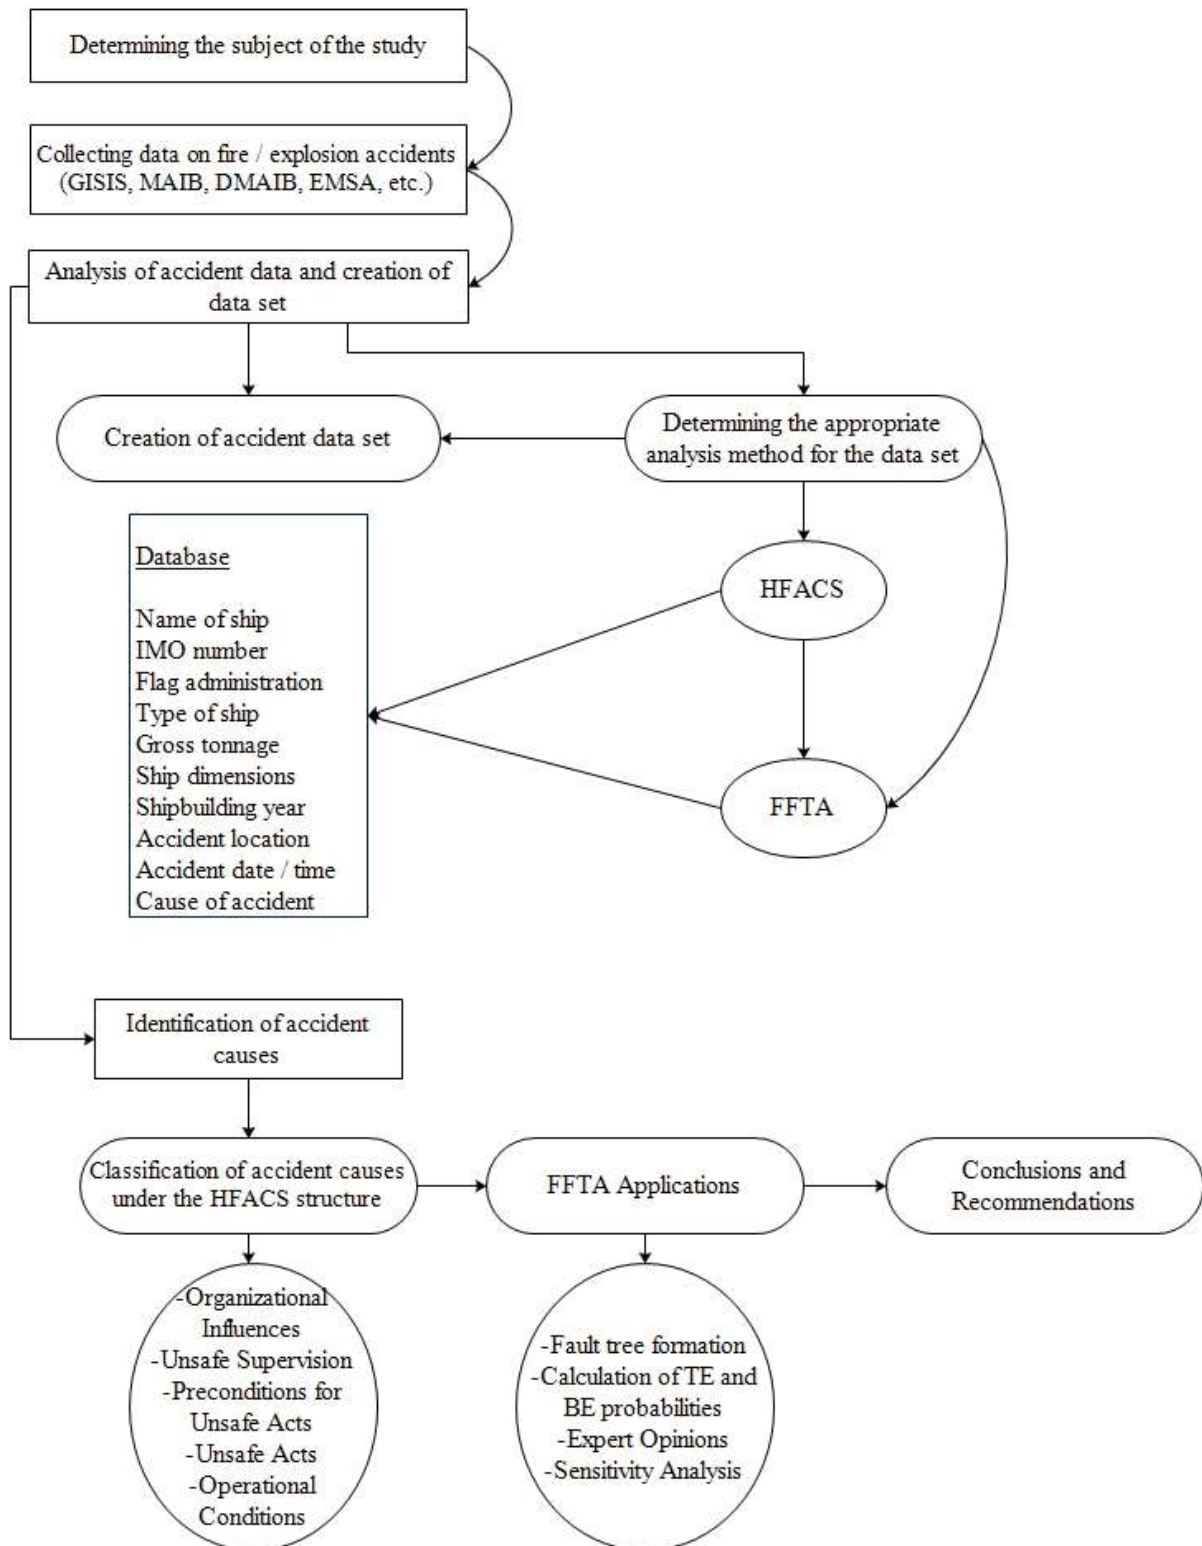 Determining the subject of the study
Collecting data on fire / explosion accidents
(GISIS, MAIB, DMAIB, EMSA, etc.)
Analysis of accident data and creation of
data set
Creation of accident data set
Determining the appropriate
analysis method for the data set
Database
Name of ship
IMO number
Flag administration
Type of ship
Gross tonnage
Ship dimensions
Shipbuilding year
Accident location
Accident date / time
Cause of accident
HFACS
FFTA
Identification of accident
causes
Classification of accident causes
under the HFACS structure
FFTA Applications
Conclusions and
Recommendations
-Organizational
Influences
-Unsafe Supervision
-Preconditions for
Unsafe Acts
-Unsafe Acts
-Operational
Conditions
-Fault tree formation
-Calculation of TE and
BE probabilities
-Expert Opinions
-Sensitivity Analysis